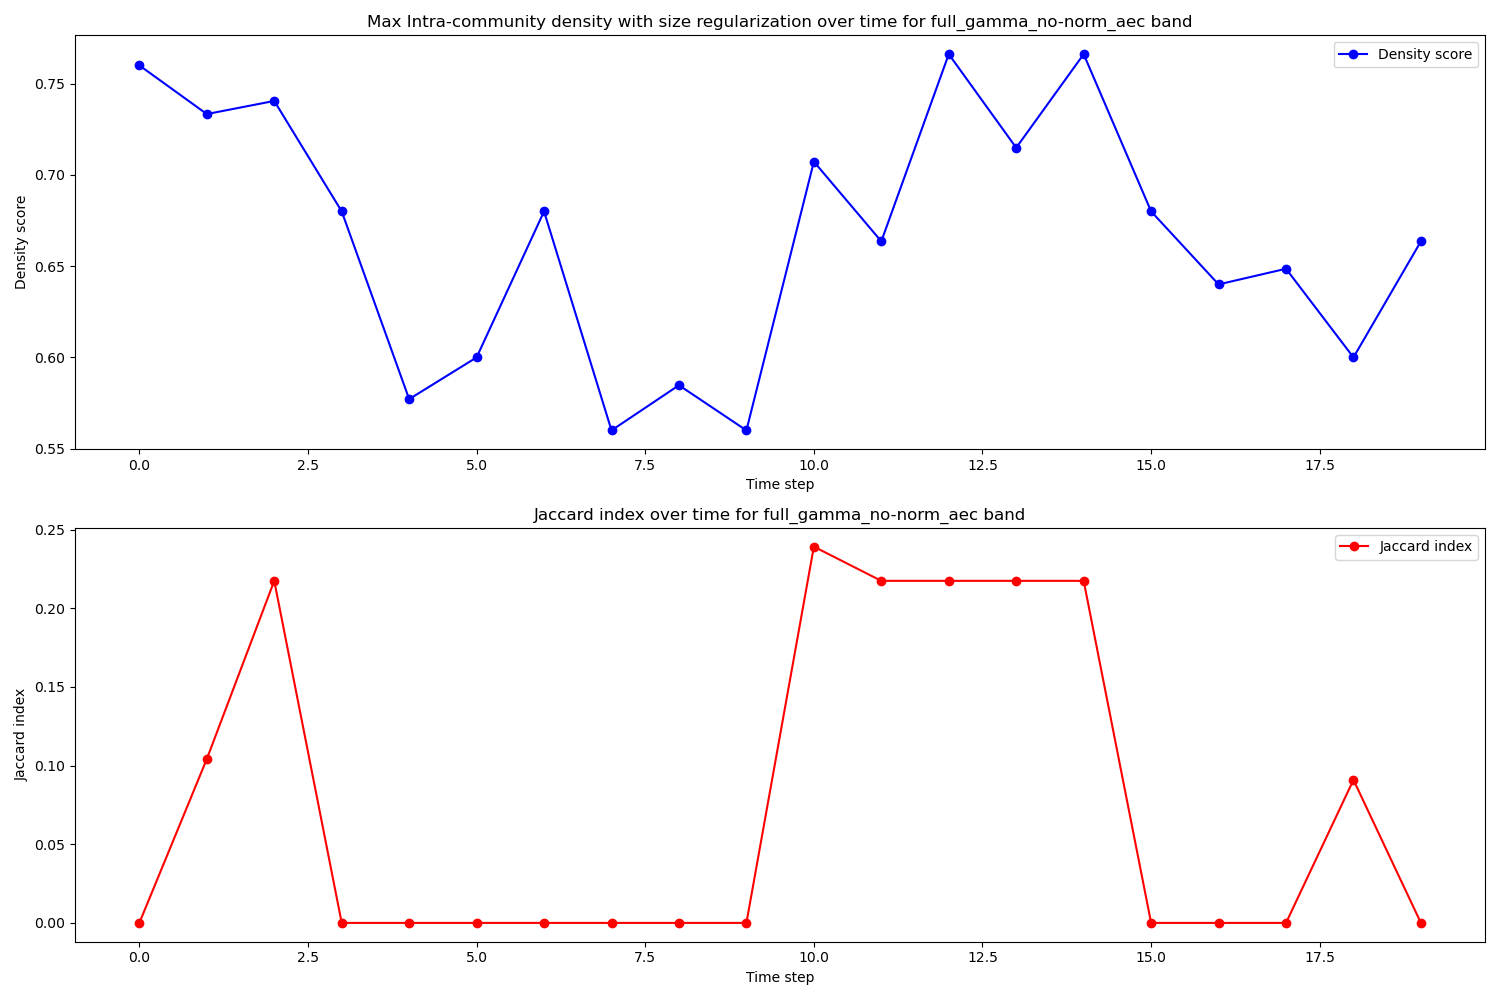 Max Intra-community density with size regularization over time for full_gamma_no-norm_aec band
Density score
Density score
0.75
0.70
0.65
0.60
0.55
0.0 2.5 5.0 7.5 10.0 12.5 15.0 17.5
Time step
Jaccard index over time for full_gamma_no-norm_aec band
Jaccard index
Jaccard index
0.25
0.20
0.15
0.10
0.05
0.00
0.0 2.5 5.0 7.5 10.0 12.5 15.0 17.5
Time step